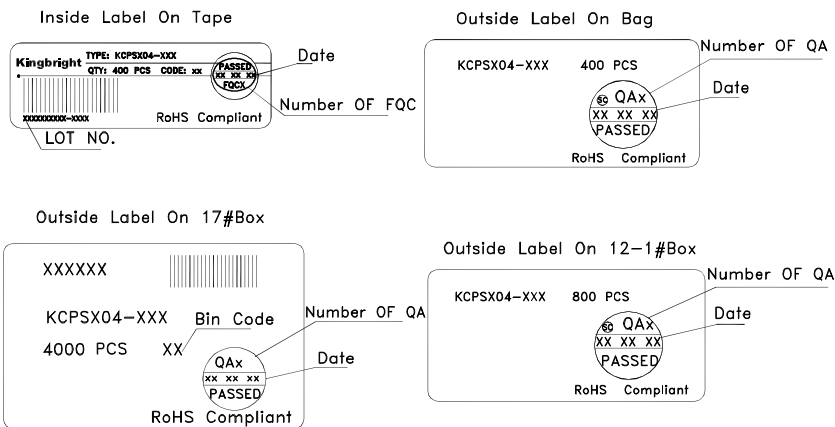 Inside Label On Tape
Kingbright
TYPE: KCPSX04-XXX
QTY: 400 PCS CODE: XX
PASSED
XX XX XX
FQCX
XXXXXXXXXX-XXXX
RoHS Compliant
Date
Number OF FQC
LOT NO.
Outside Label On Bag
KCPSX04-XXX 400 PCS
SC QAx
XX XX XX
PASSED
RoHS Compliant
Number OF QA
Date
Outside Label On 17#Box
XXXXXX
KCPSX04-XXX
4000 PCS XX
Bin Code
QAx
XX XX XX
PASSED
RoHS Compliant
Number OF QA
Date
Outside Label On 12-1#Box
KCPSX04-XXX 800 PCS
SC QAx
XX XX XX
PASSED
RoHS Compliant
Number OF QA
Date